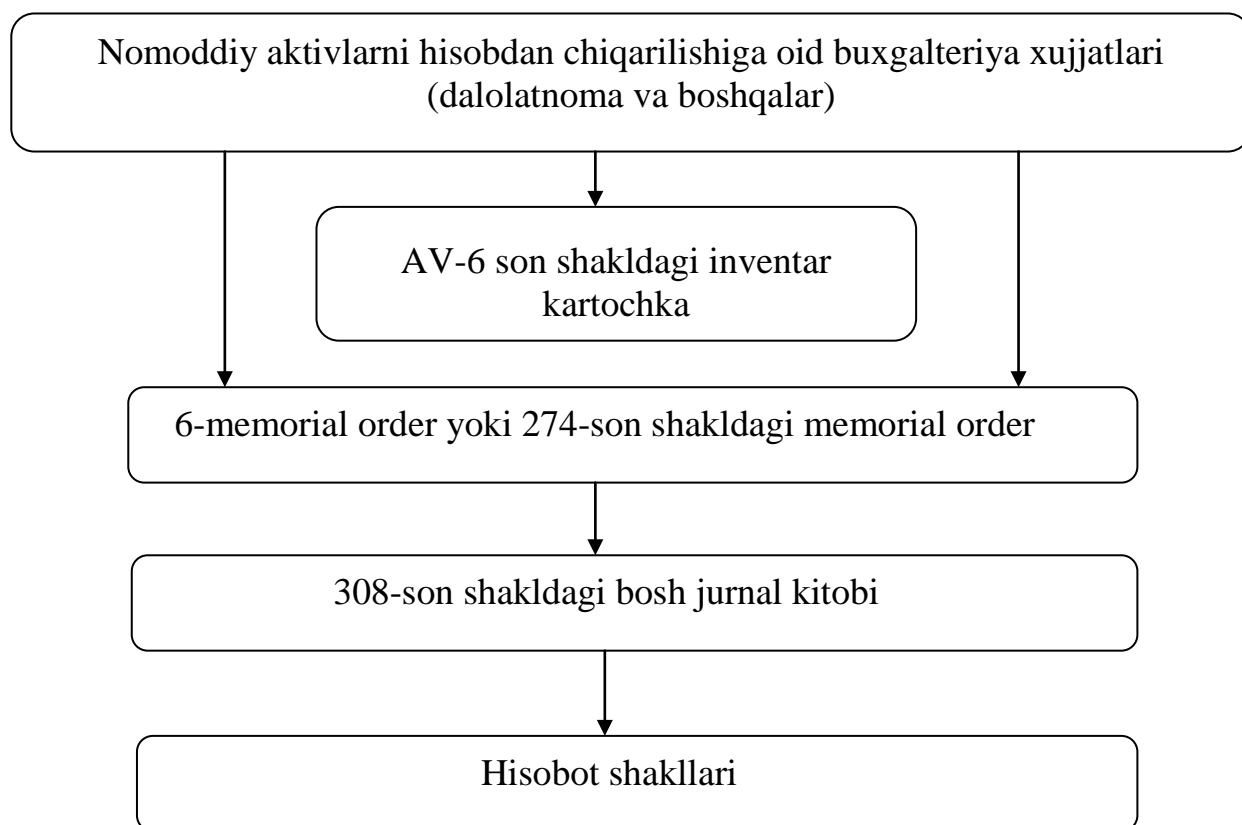 Nomoddiy aktivlarni hisobdan chiqarilishiga oid buxgalteriya xujjatlari
(dalolatnoma va boshqalar)
AV-6 son shakldagi inventar
kartochka
6-memorial order yoki 274-son shakldagi memorial order
308-son shakldagi bosh jurnal kitobi
Hisobot shakllari